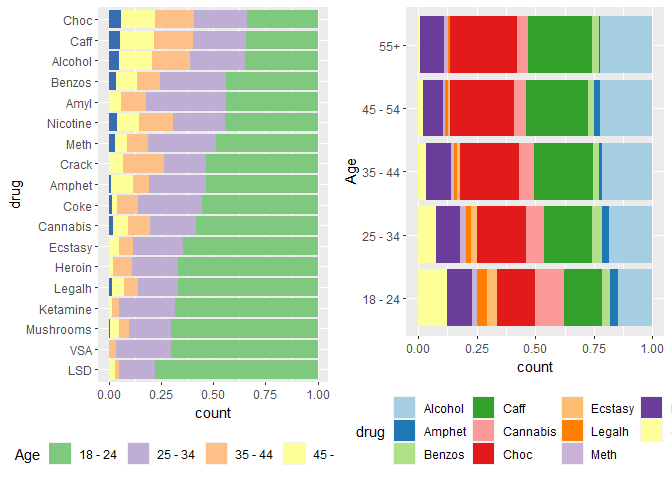 drug
Choc
Caff
Alcohol
Benzos
Amyl
Nicotine
Meth
Crack
Amphet
Coke
Cannabis
Ecstasy
Heroin
Legalh
Ketamine
Mushrooms
VSA
LSD
0.00 0.25 0.50 0.75 1.00
count
Age 18 - 24 25 - 34 35 - 44 45 -
Age
55+
45 - 54
35 - 44
25 - 34
18 - 24
0.00 0.25 0.50 0.75 1.00
count
drug
Alcohol Caff Ecstasy
Amphet Cannabis Legalh
Benzos Choc Meth